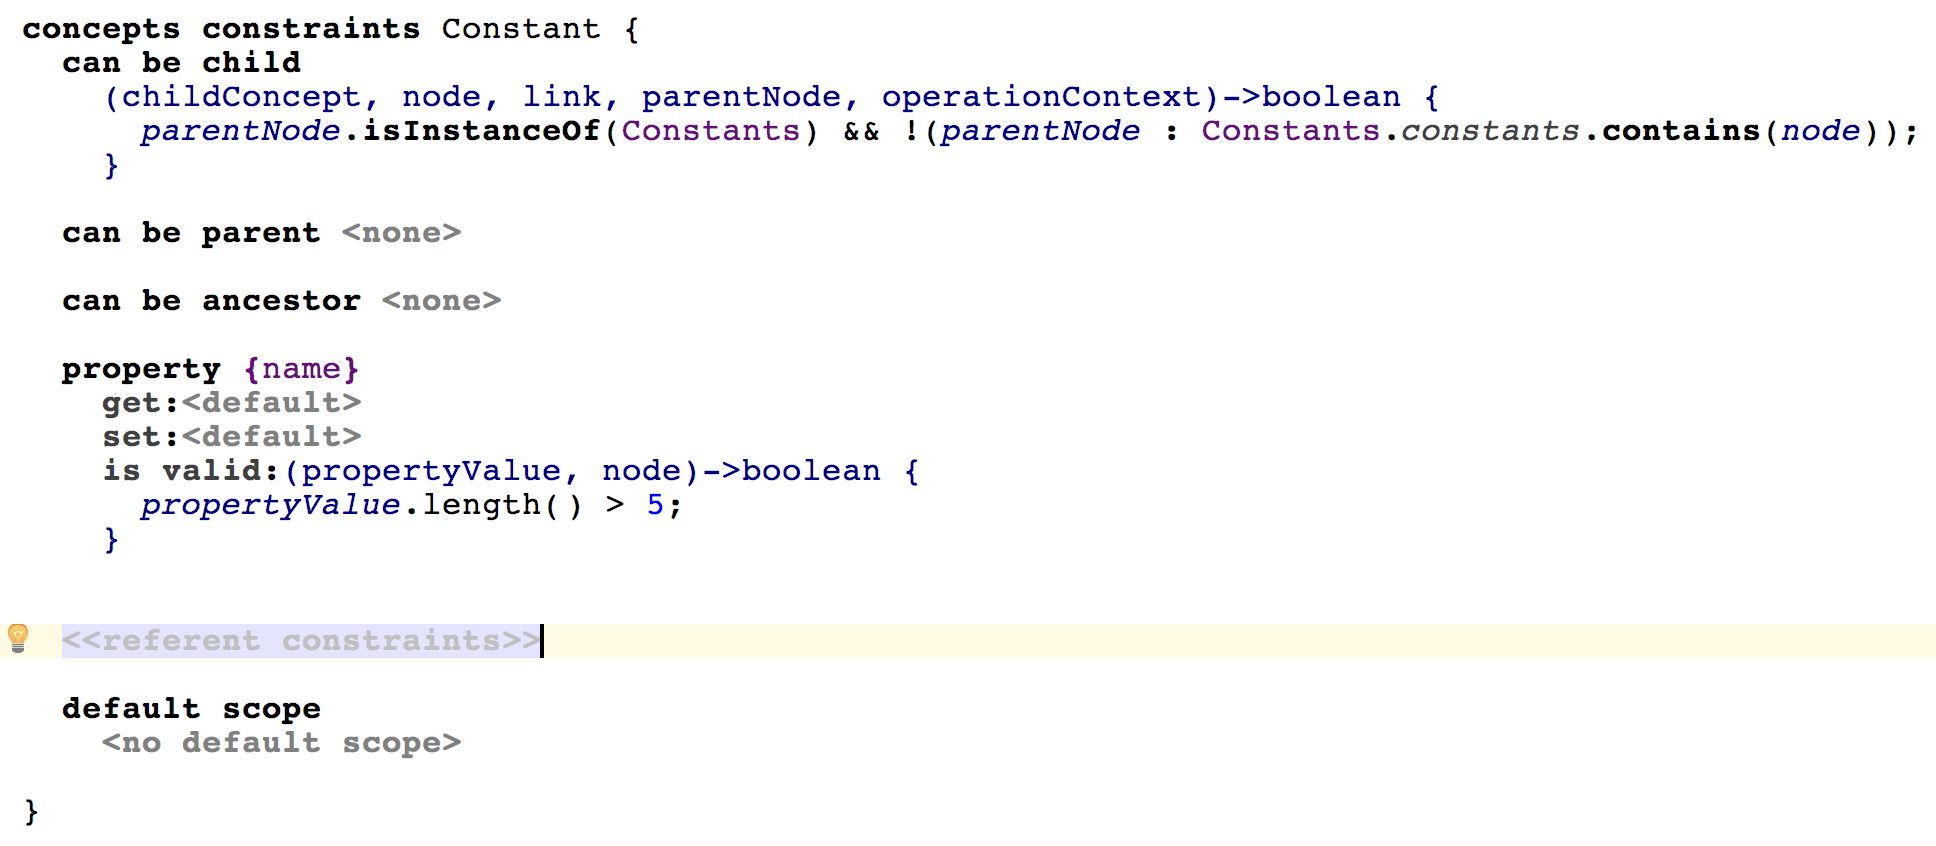 concepts constraints Constant {
can be child
(childConcept, node, link, parentNode, operationContext)->boolean {
parentNode.isInstanceOf(Constants) && !(parentNode : Constants.constants.contains(node));
}
can be parent <none>
can be ancestor <none>
property {name}
get:<default>
set:<default>
is valid:(propertyValue, node)->boolean {
propertyValue.length() > 5;
}
<<referent constraints>>
default scope
<no default scope>
}